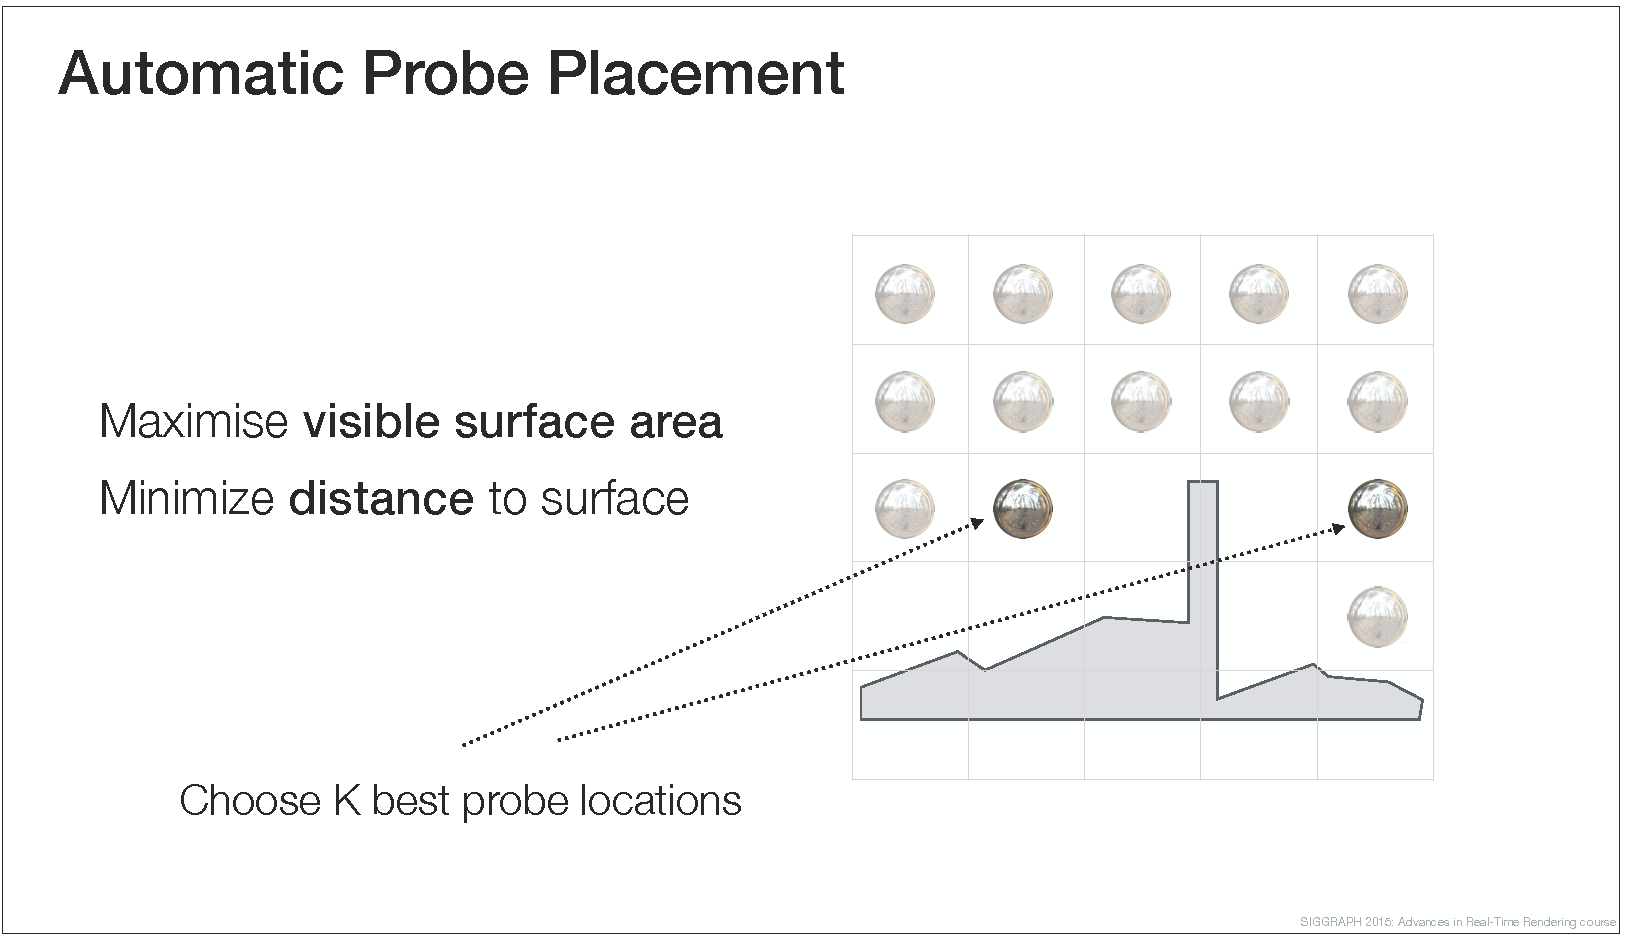 Automatic Probe Placement
Maximise visible surface area
Minimize distance to surface
Choose K best probe locations
SIGGRAPH 2015: Advances in Real-Time Rendering course